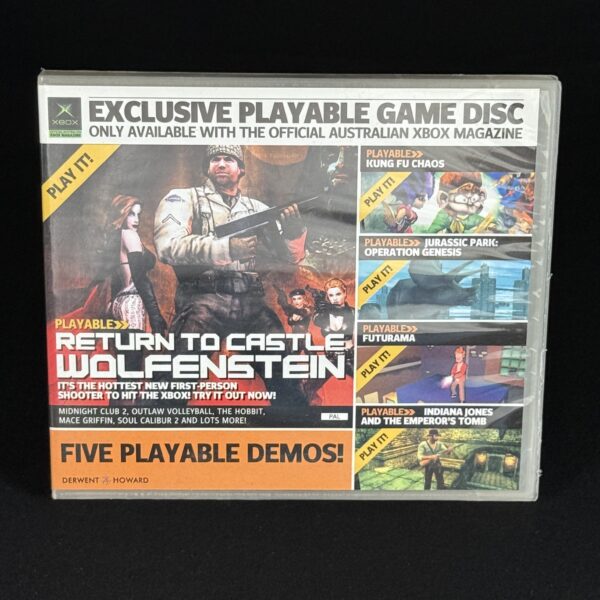 XBOX
EXCLUSIVE PLAYABLE GAME DISC
ONLY AVAILABLE WITH THE OFFICIAL AUSTRALIAN XBOX MAGAZINE
PLAY IT!
PLAYABLE>>
RETURN TO CASTLE
WOLFENSTEIN
IT'S THE HOTTEST NEW FIRST-PERSON
SHOOTER TO HIT THE XBOX! TRY IT OUT NOW!
MIDNIGHT CLUB 2, OUTLAW VOLLEYBALL, THE HOBBIT,
MACE GRIFFIN, SOUL CALIBUR 2 AND LOTS MORE!
PAL
FIVE PLAYABLE DEMOS!
DERWENT HOWARD
PLAYABLE>>
KUNG FU CHAOS
PLAY IT!
PLAYABLE>> JURASSIC PARK:
OPERATION GENESIS
PLAY IT!
PLAYABLE>>
FUTURAMA
PLAY IT!
PLAYABLE>> INDIANA JONES
AND THE EMPEROR'S TOMB
PLAY IT!